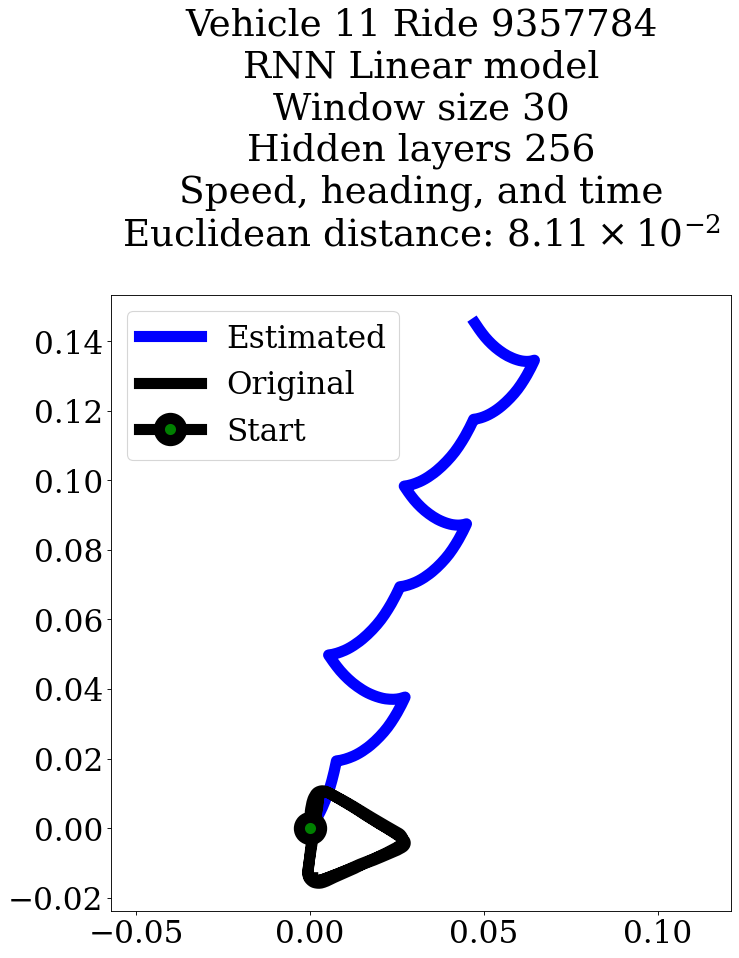 Vehicle 11 Ride 9357784
RNN Linear model
Window size 30
Hidden layers 256
Speed, heading, and time
Euclidean distance: 8.11 × 10⁻²
Estimated
Original
Start
0.14
0.12
0.10
0.08
0.06
0.04
0.02
0.00
−0.02
−0.05 0.00 0.05 0.10